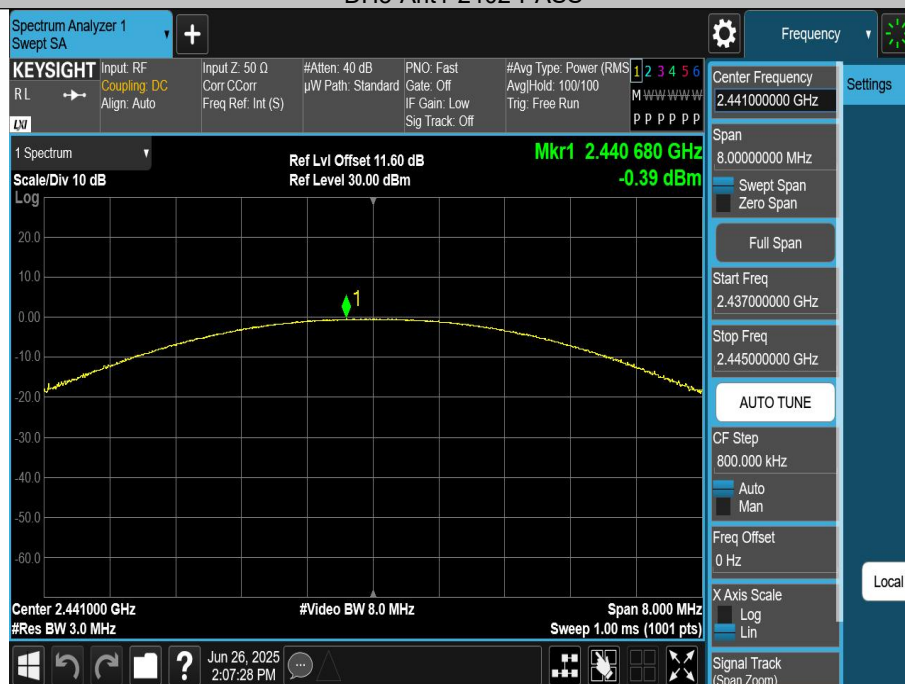 Spectrum Analyzer 1
Swept SA
+
Frequency
KEYSIGHT
RL
LXI
Input: RF
Coupling: DC
Align: Auto
Input Z: 50 Ω
Corr CCorr
Freq Ref: Int (S)
#Atten: 40 dB
µW Path: Standard
PNO: Fast
Gate: Off
IF Gain: Low
Sig Track: Off
#Avg Type: Power (RMS
Avg|Hold: 100/100
Trig: Free Run
1 2 3 4 5 6
M W W W W W
P P P P P P
1 Spectrum
Scale/Div 10 dB
Log
Ref Lvl Offset 11.60 dB
Ref Level 30.00 dBm
Mkr1 2.440 680 GHz
-0.39 dBm
1
20.0
10.0
0.00
-10.0
-20.0
-30.0
-40.0
-50.0
-60.0
Center 2.441000 GHz
#Res BW 3.0 MHz
#Video BW 8.0 MHz
Span 8.000 MHz
Sweep 1.00 ms (1001 pts)
Jun 26, 2025
2:07:28 PM
?
Center Frequency
2.441000000 GHz
Settings
Span
8.00000000 MHz
Swept Span
Zero Span
Full Span
Start Freq
2.437000000 GHz
Stop Freq
2.445000000 GHz
AUTO TUNE
CF Step
800.000 kHz
Auto
Man
Freq Offset
0 Hz
Local
X Axis Scale
Log
Lin
Signal Track
(Span Zoom)